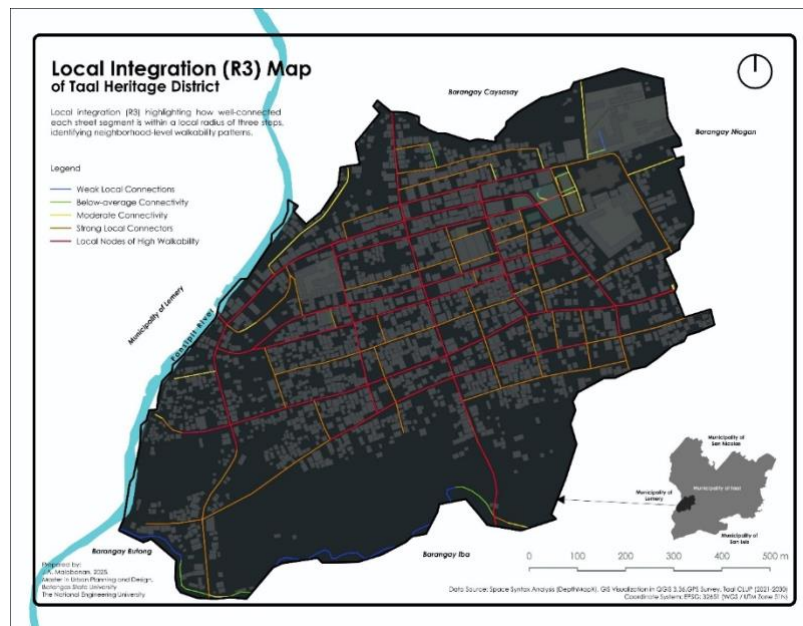 Local Integration (R3) Map
of Taal Heritage District
Local integration (R3) highlighting how well-connected
each street segment is within a local radius of three steps,
identifying neighborhood-level walkability patterns.
Legend
Weak Local Connections
Below-average Connectivity
Moderate Connectivity
Strong Local Connectors
Local Nodes of High Walkability
Barangay Caysasay
Barangay Niogan
Municipality of Lemery
Pansipit River
Barangay Butong
Barangay Iba
Municipality of
San Nicolas
Municipality of
Lemery
Municipality of Taal
Municipality of
San Luis
Prepared by:
J.A. Malabanan, 2025.
Master in Urban Planning and Design,
Batangas State University
The National Engineering University
0 100 200 300 400 500 m
Data Source: Space Syntax Analysis (DepthMapX), GIS Visualization in QGIS 3.36,GPS Survey, Taal CLUP (2021-2030)
Coordinate System: EPSG: 32651 (WGS / UTM Zone 51N)